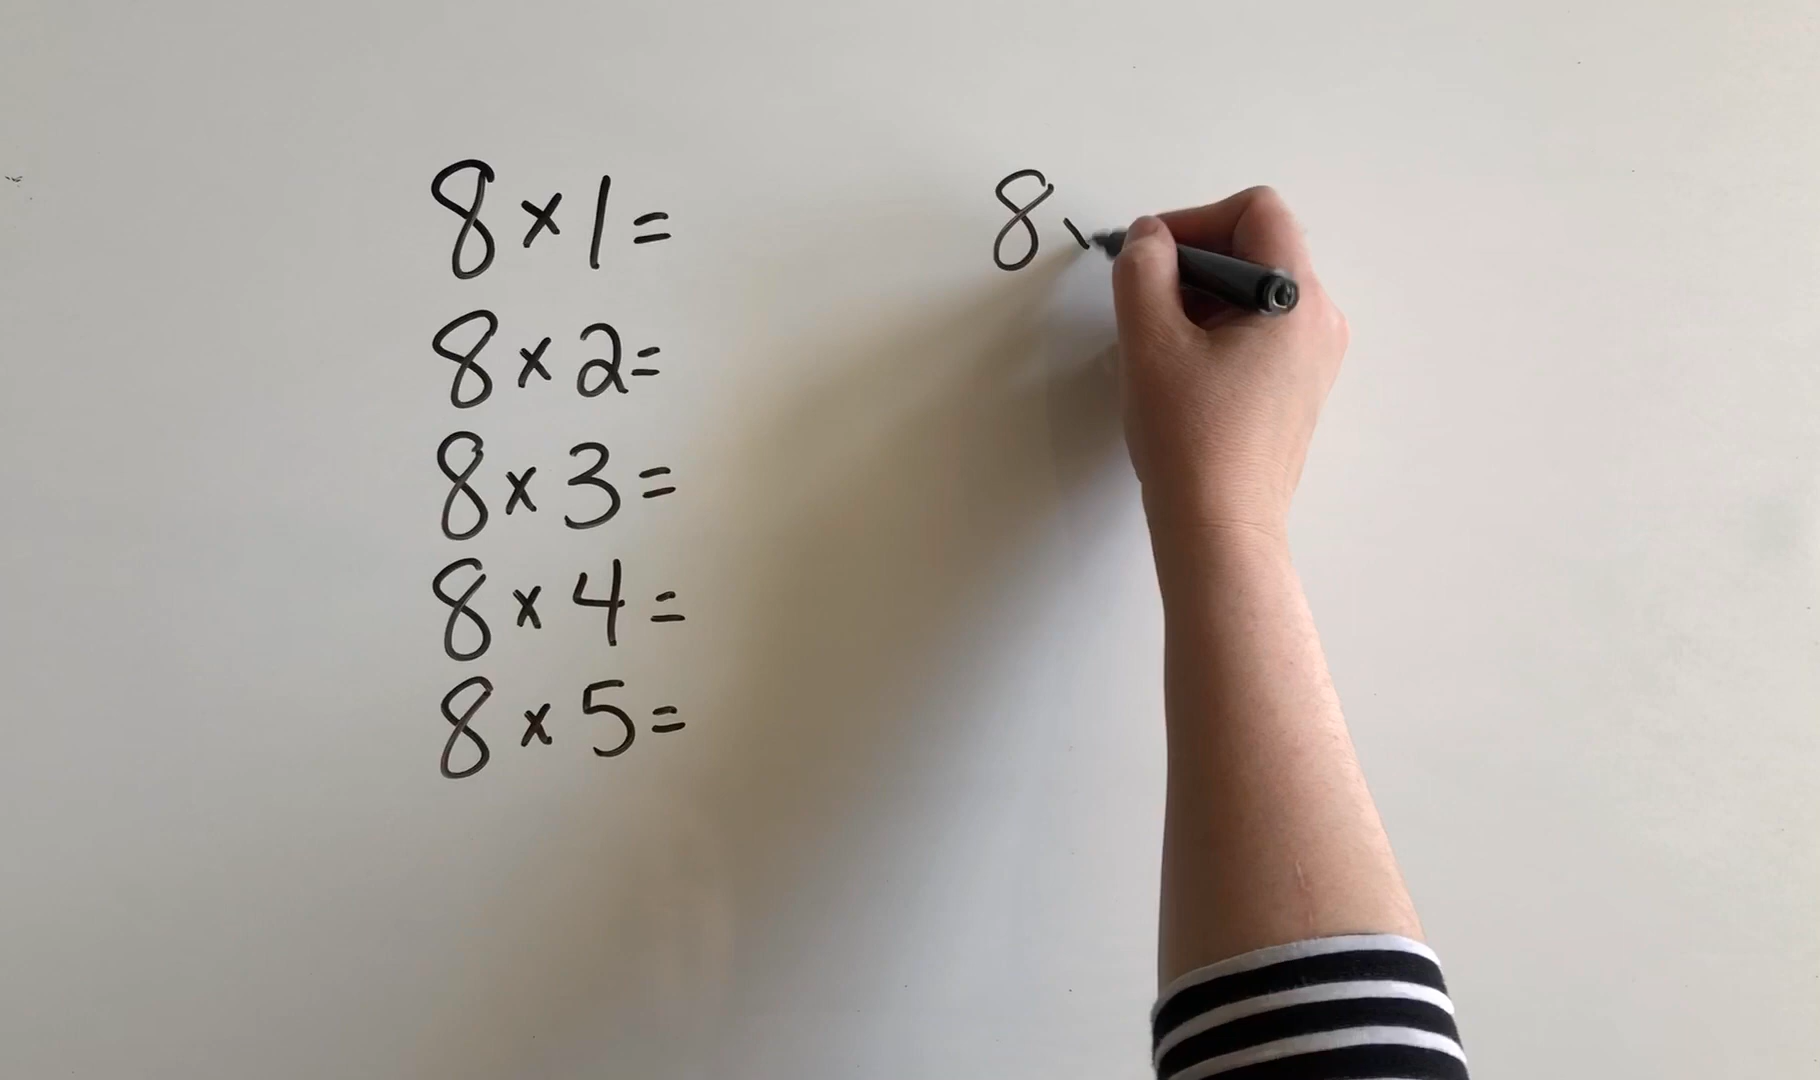 8 × 1 =
8 × 2 =
8 × 3 =
8 × 4 =
8 × 5 =
8